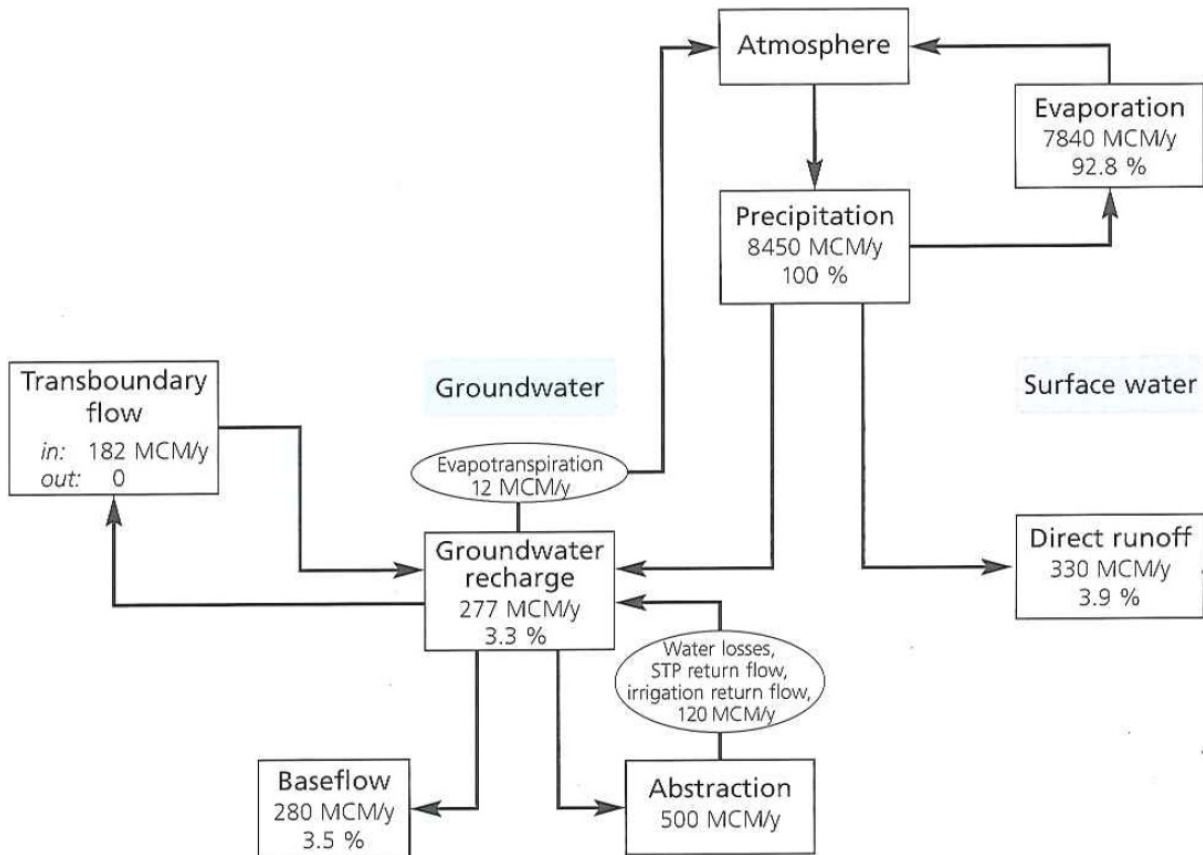 Atmosphere
Evaporation
7840 MCM/y
92.8 %
Precipitation
8450 MCM/y
100 %
Transboundary
flow
in: 182 MCM/y
out: 0
Groundwater
Surface water
Evapotranspiration
12 MCM/y
Groundwater
recharge
277 MCM/y
3.3 %
Direct runoff
330 MCM/y
3.9 %
Water losses,
STP return flow,
irrigation return flow,
120 MCM/y
Baseflow
280 MCM/y
3.5 %
Abstraction
500 MCM/y